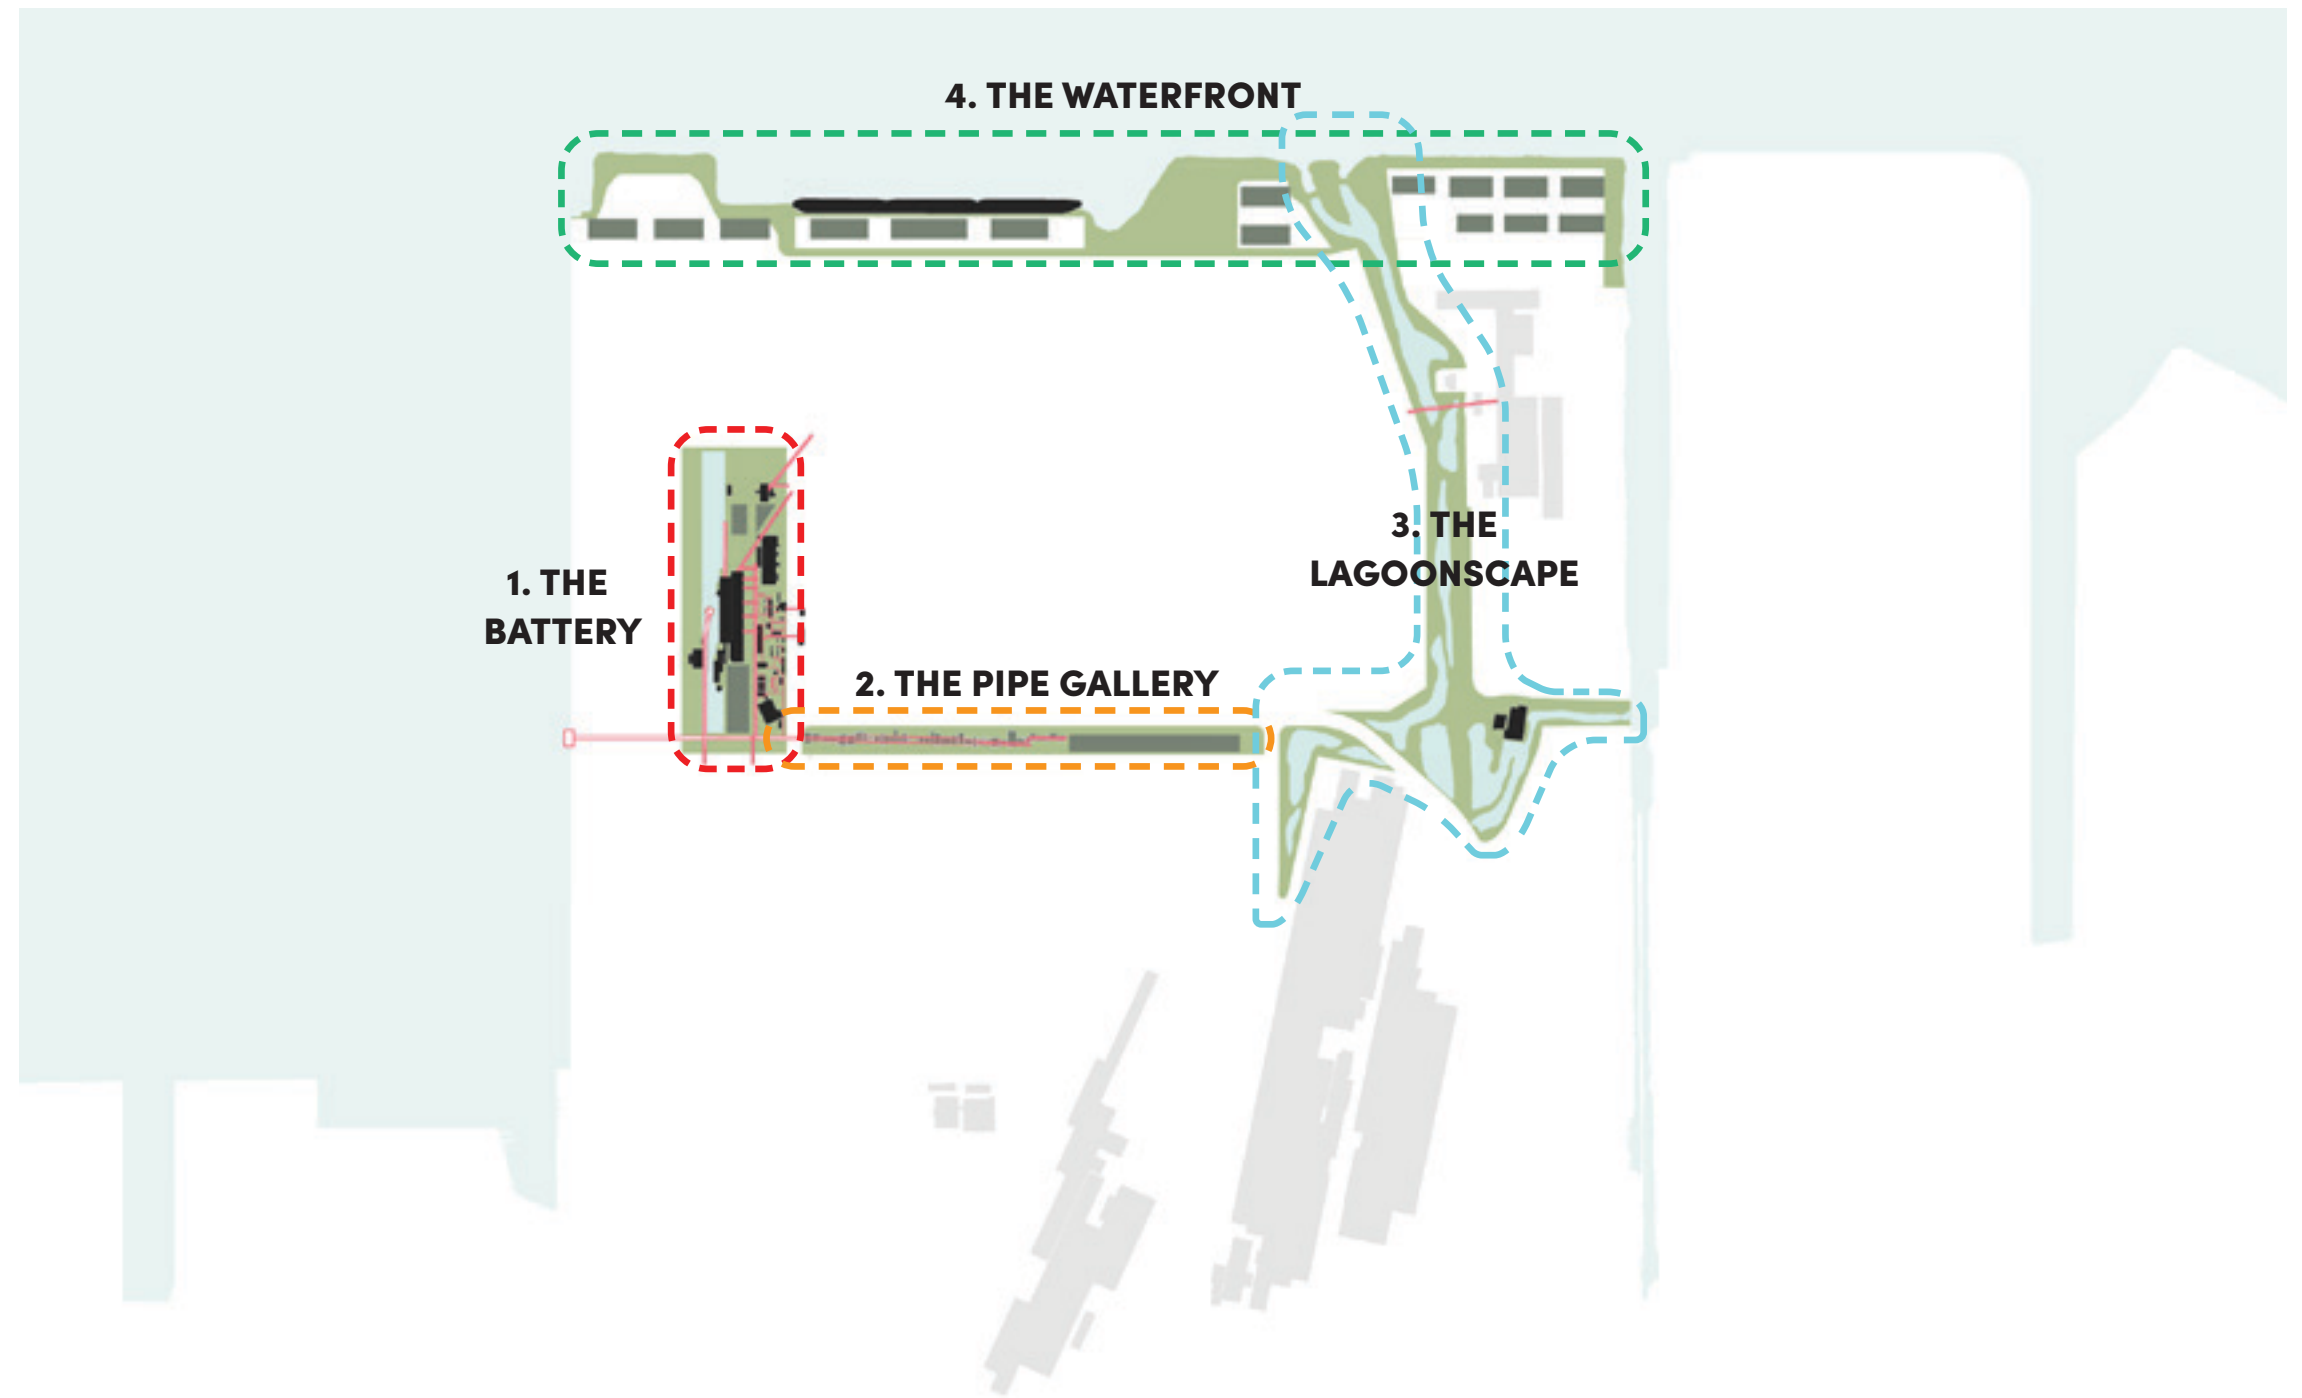 4. THE WATERFRONT
3. THE
LAGOONSCAPE
1. THE
BATTERY
2. THE PIPE GALLERY